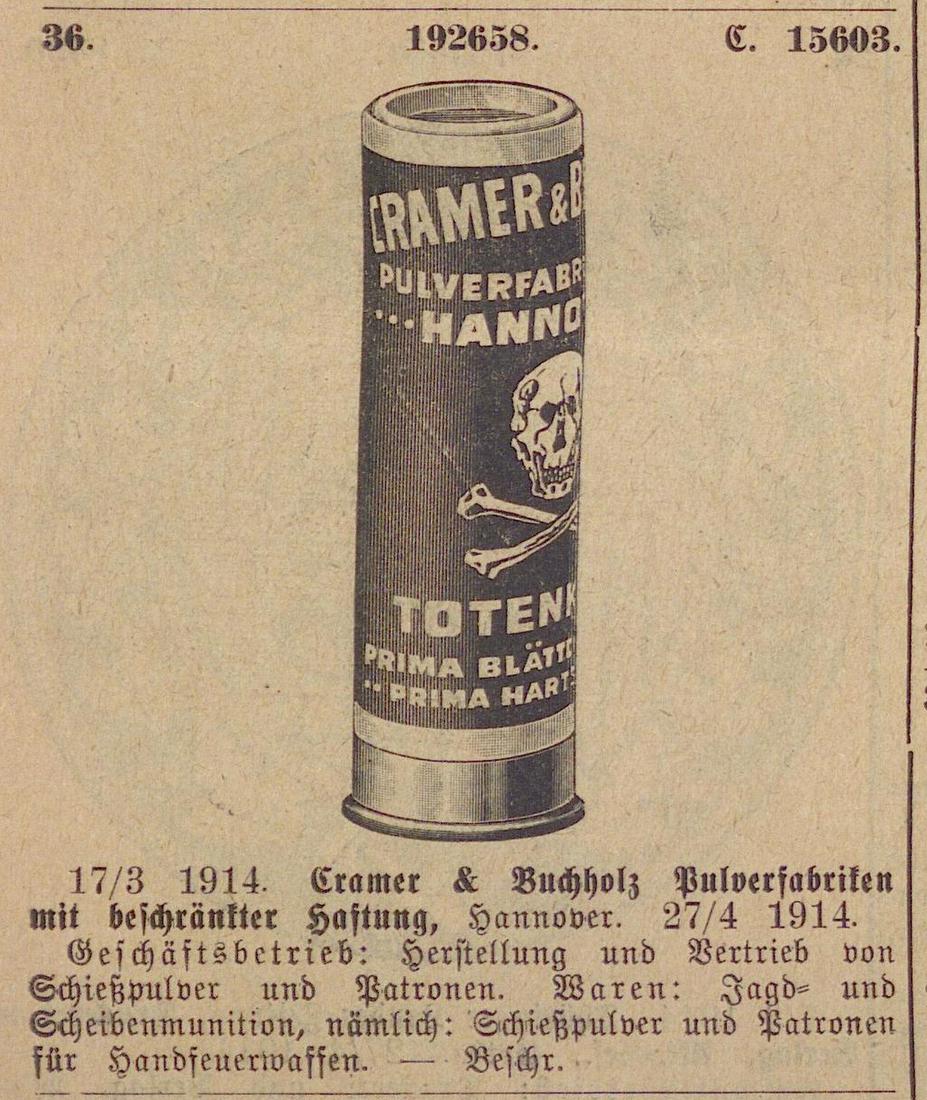 36. 192658. C. 15603.
CRAMER & B
PULVERFABR
...HANNO
TOTENK
PRIMA BLÄTT
.. PRIMA HART
17/3 1914. Cramer & Buchholz Pulverfabriken
mit beschränkter Haftung, Hannover. 27/4 1914.
Geschäftsbetrieb: Herstellung und Vertrieb von
Schießpulver und Patronen. Waren: Jagd- und
Scheibenmunition, nämlich: Schießpulver und Patronen
für Handfeuerwaffen. — Beschr.